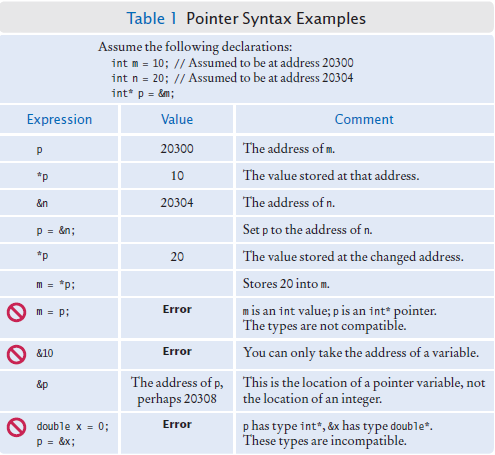 Table 1 Pointer Syntax Examples
Assume the following declarations:
int m = 10; // Assumed to be at address 20300
int n = 20; // Assumed to be at address 20304
int* p = &m;
Expression Value Comment
p 20300 The address of m.
*p 10 The value stored at that address.
&n 20304 The address of n.
p = &n; Set p to the address of n.
*p 20 The value stored at the changed address.
m = *p; Stores 20 into m.
m = p; Error m is an int value; p is an int* pointer.
The types are not compatible.
&10 Error You can only take the address of a variable.
&p The address of p, This is the location of a pointer variable, not
perhaps 20308 the location of an integer.
double x = 0; Error p has type int*, &x has type double*.
p = &x; These types are incompatible.